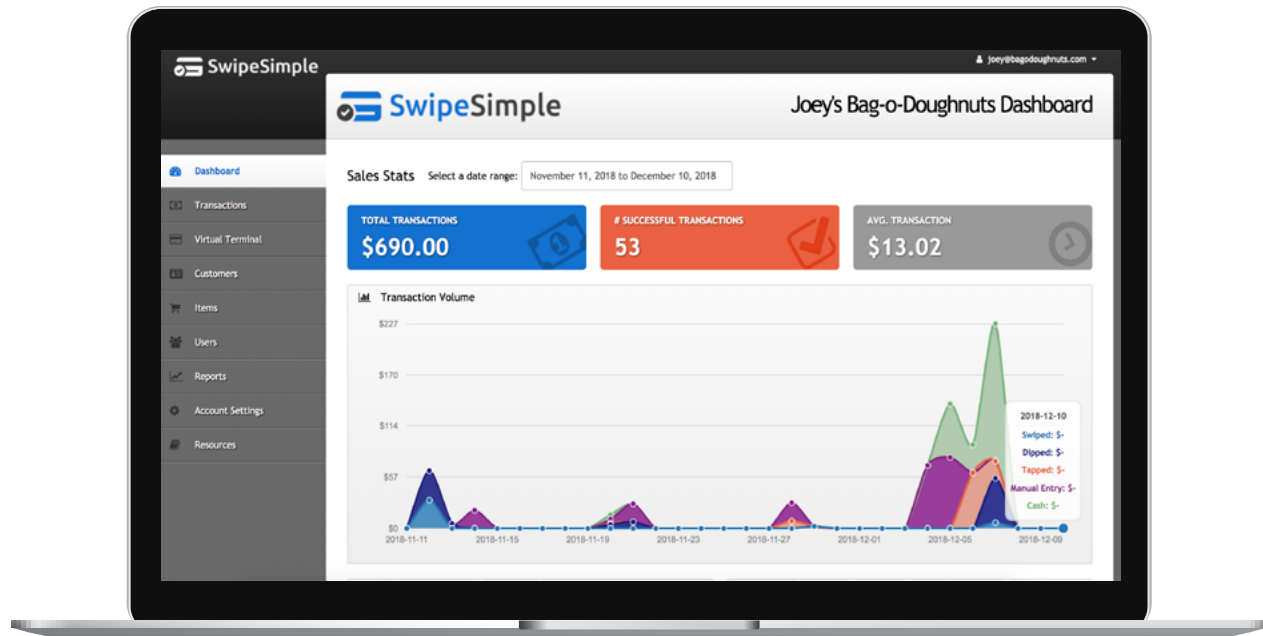 SwipeSimple
joey@bagodoughnuts.com
SwipeSimple
Joey's Bag-o-Doughnuts Dashboard
Dashboard
Transactions
Virtual Terminal
Customers
Items
Users
Reports
Account Settings
Resources
Sales Stats Select a date range: November 11, 2018 to December 10, 2018
TOTAL TRANSACTIONS
$690.00
# SUCCESSFUL TRANSACTIONS
53
AVG. TRANSACTION
$13.02
Transaction Volume
$227
$170
$114
$57
$0
2018-11-11 2018-11-15 2018-11-19 2018-11-23 2018-11-27 2018-12-01 2018-12-05 2018-12-09
2018-12-10
Swiped: $-
Dipped: $-
Tapped: $-
Manual Entry: $-
Cash: $-